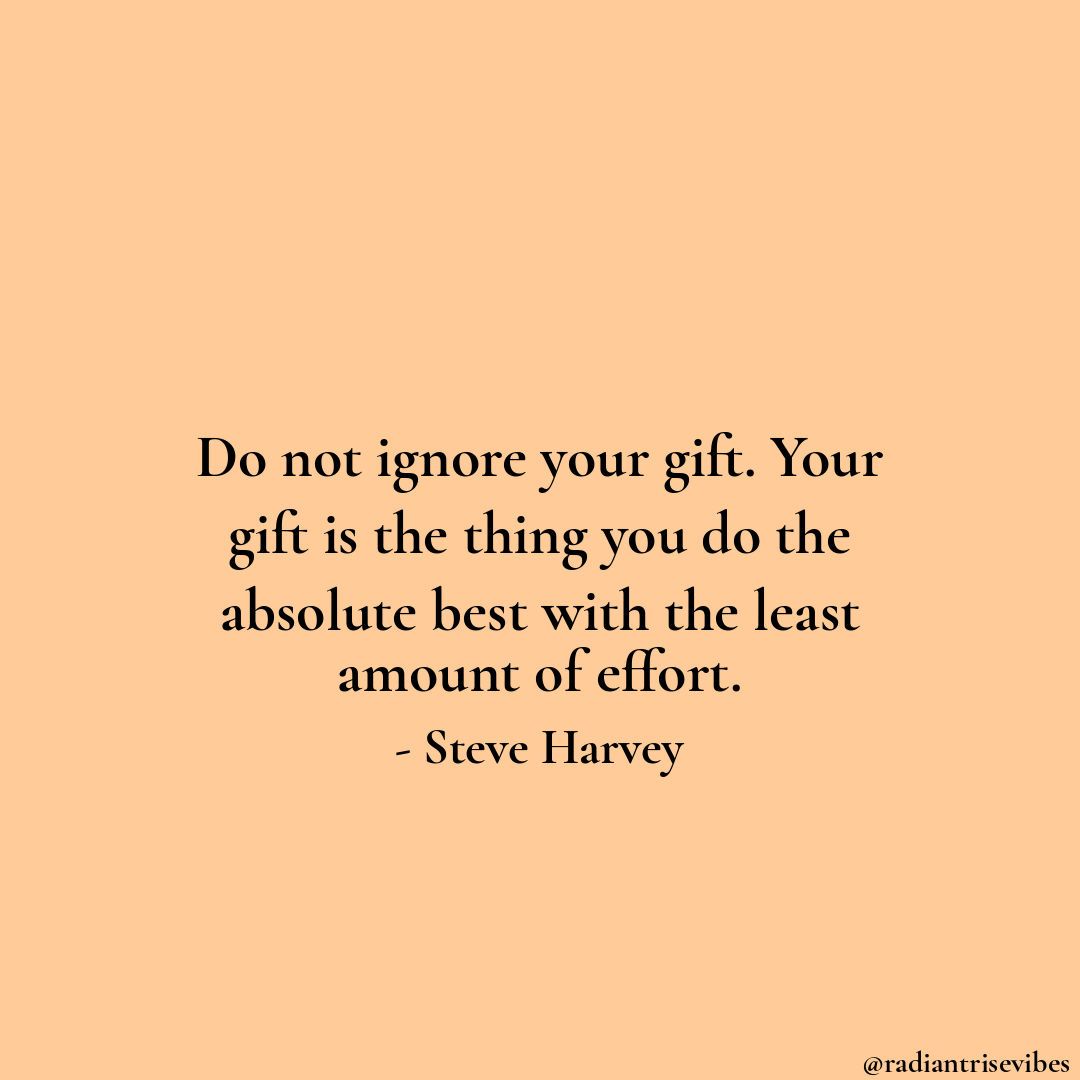 Do not ignore your gift. Your
gift is the thing you do the
absolute best with the least
amount of effort.
- Steve Harvey
@radiantrisevibes